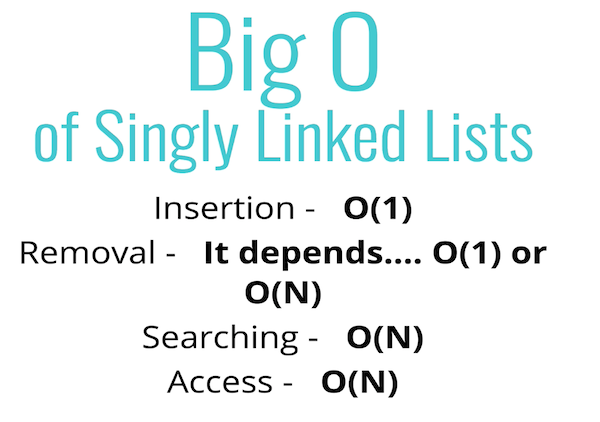 Big O
of Singly Linked Lists
Insertion - O(1)
Removal - It depends.... O(1) or
O(N)
Searching - O(N)
Access - O(N)